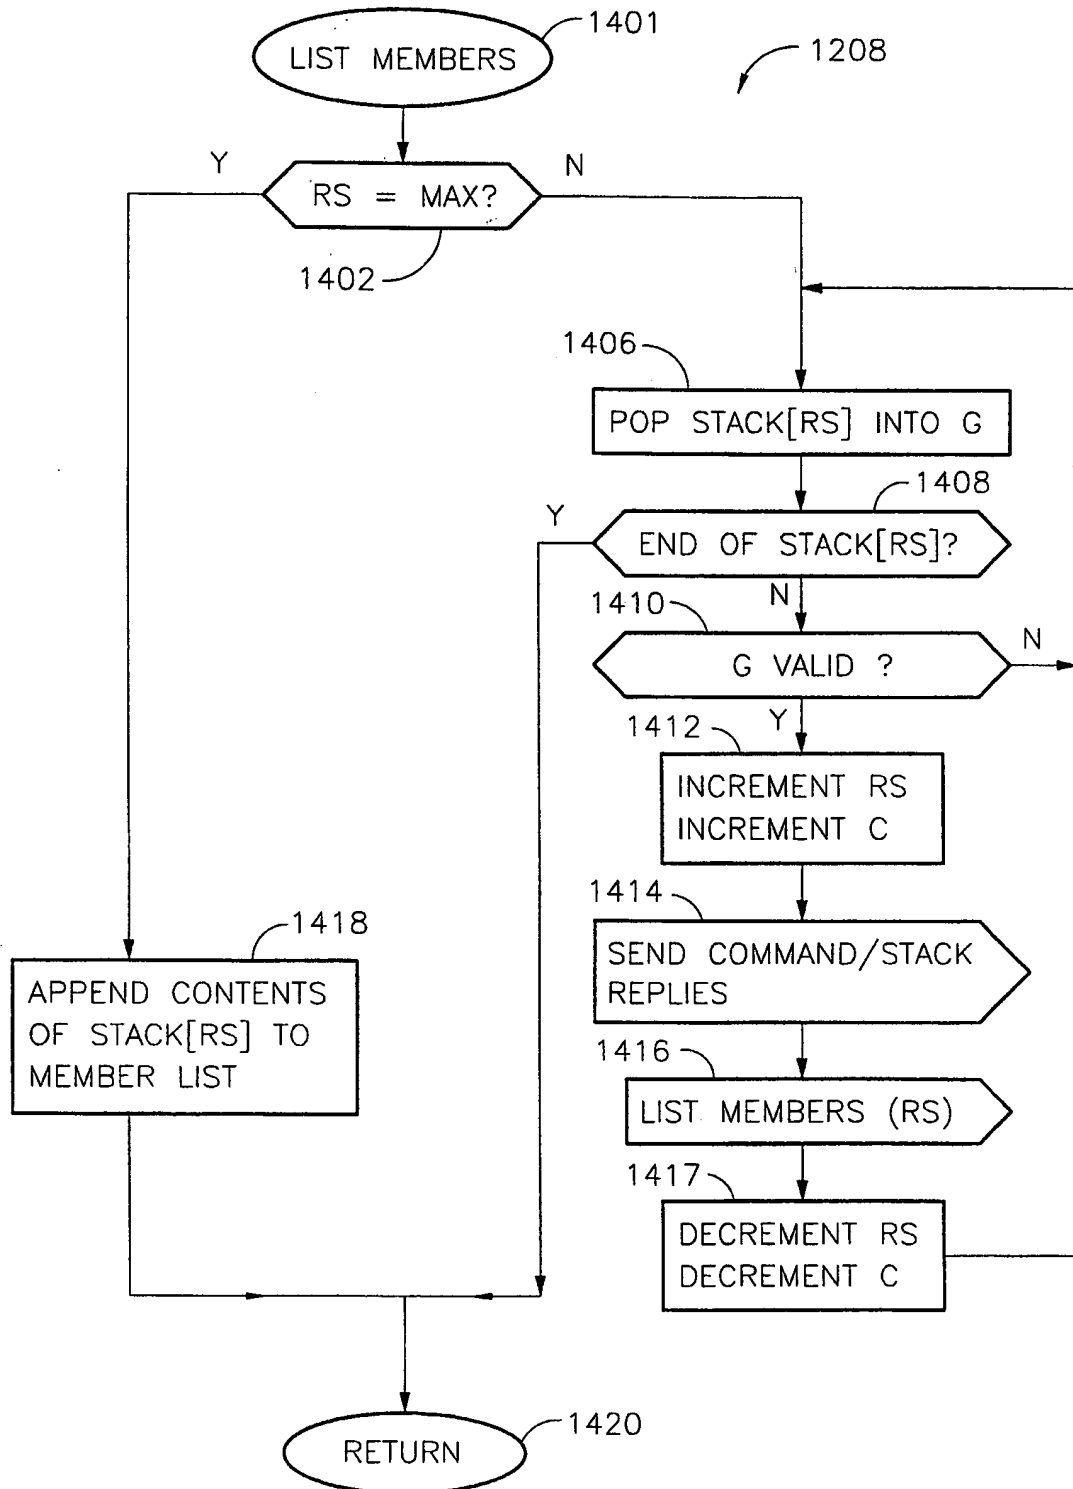 1401
LIST MEMBERS
1208
Y
N
RS = MAX?
1402
1406
POP STACK[RS] INTO G
1408
Y
END OF STACK[RS]?
N
1410
N
G VALID ?
Y
1412
INCREMENT RS
INCREMENT C
1414
SEND COMMAND/STACK
REPLIES
1418
APPEND CONTENTS
OF STACK[RS] TO
MEMBER LIST
1416
LIST MEMBERS (RS)
1417
DECREMENT RS
DECREMENT C
1420
RETURN